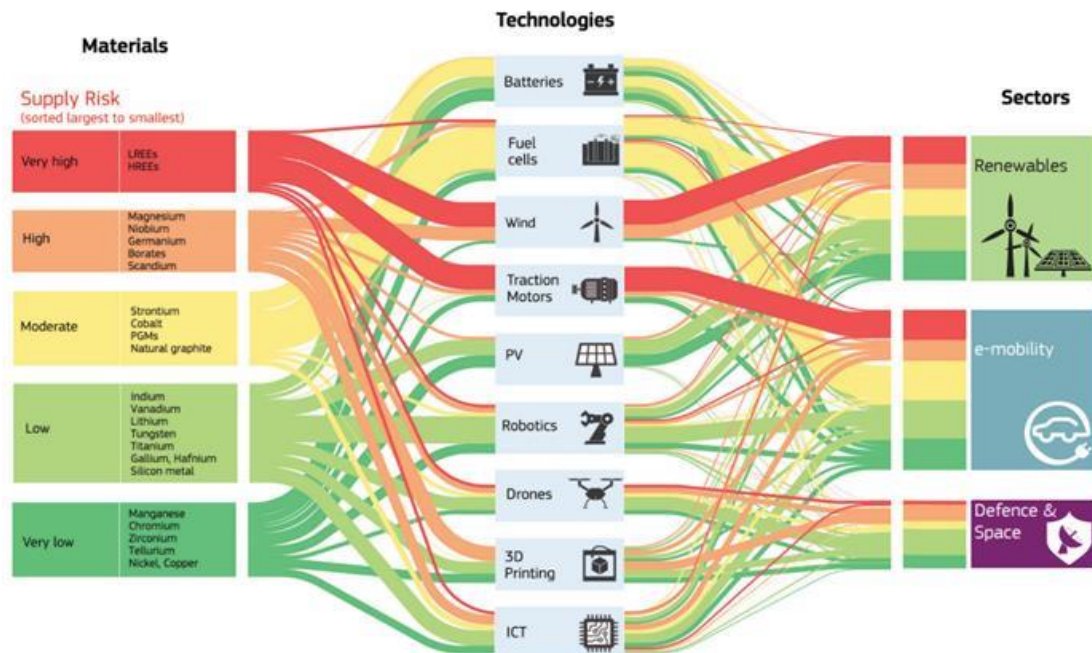 Materials
Technologies
Sectors
Supply Risk
(sorted largest to smallest)
Very high
LREEs
HREEs
High
Magnesium
Niobium
Germanium
Borates
Scandium
Moderate
Strontium
Cobalt
PGMs
Natural graphite
Low
Indium
Vanadium
Lithium
Tungsten
Titanium
Gallium, Hafnium
Silicon metal
Very low
Manganese
Chromium
Zirconium
Tellurium
Nickel, Copper
Batteries
Fuel
cells
Wind
Traction
Motors
PV
Robotics
Drones
3D
Printing
ICT
Renewables
e-mobility
Defence &
Space